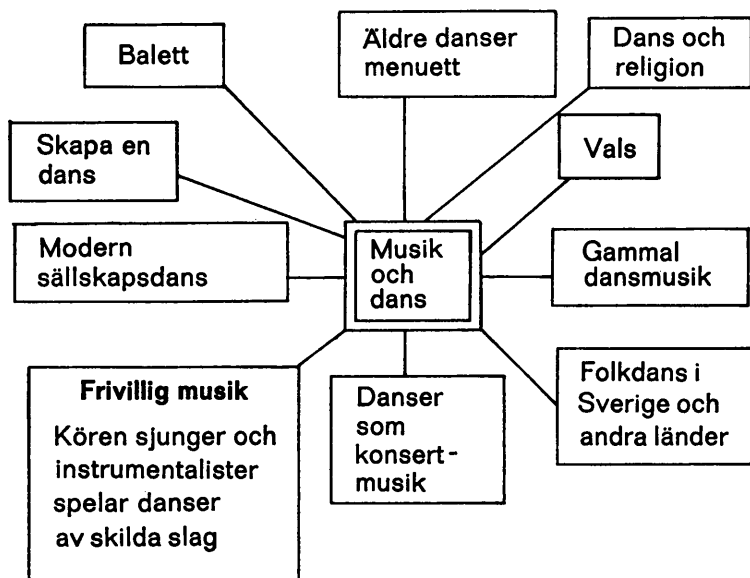 Balett
Äldre danser
menuett
Dans och
religion
Skapa en
dans
Vals
Modern
sällskapsdans
Musik
och
dans
Gammal
dansmusik
Frivillig musik
Kören sjunger och
instrumentalister
spelar danser
av skilda slag
Danser
som
konsert-
musik
Folkdans i
Sverige och
andra länder